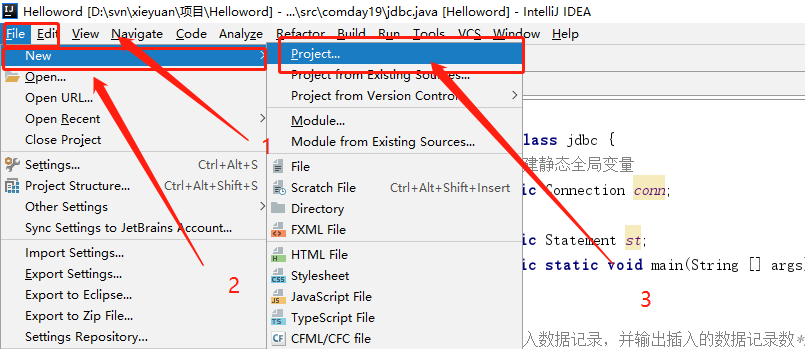 Helloword [D:\svn\xieyuan\项目\Helloword] - ...\src\comday19\jdbc.java [Helloword] - IntelliJ IDEA
File Edit View Navigate Code Analyze Refactor Build Run Tools VCS Window Help
New
Open...
Open URL...
Open Recent
Close Project
Settings... Ctrl+Alt+S
Project Structure... Ctrl+Alt+Shift+S
Other Settings
Sync Settings to JetBrains Account...
Import Settings...
Export Settings...
Export to Eclipse...
Export to Zip File...
Settings Repository...
1
2
Project...
Project from Existing Sources...
Project from Version Control
Module...
Module from Existing Sources...
File
Scratch File Ctrl+Alt+Shift+Insert
Directory
FXML File
HTML File
Stylesheet
JavaScript File
TypeScript File
CFML/CFC file
3
lass jdbc {
建静态全局变量
ic Connection conn;
ic Statement st;
ic static void main(String [] args
入数据记录，并输出插入的数据记录数*